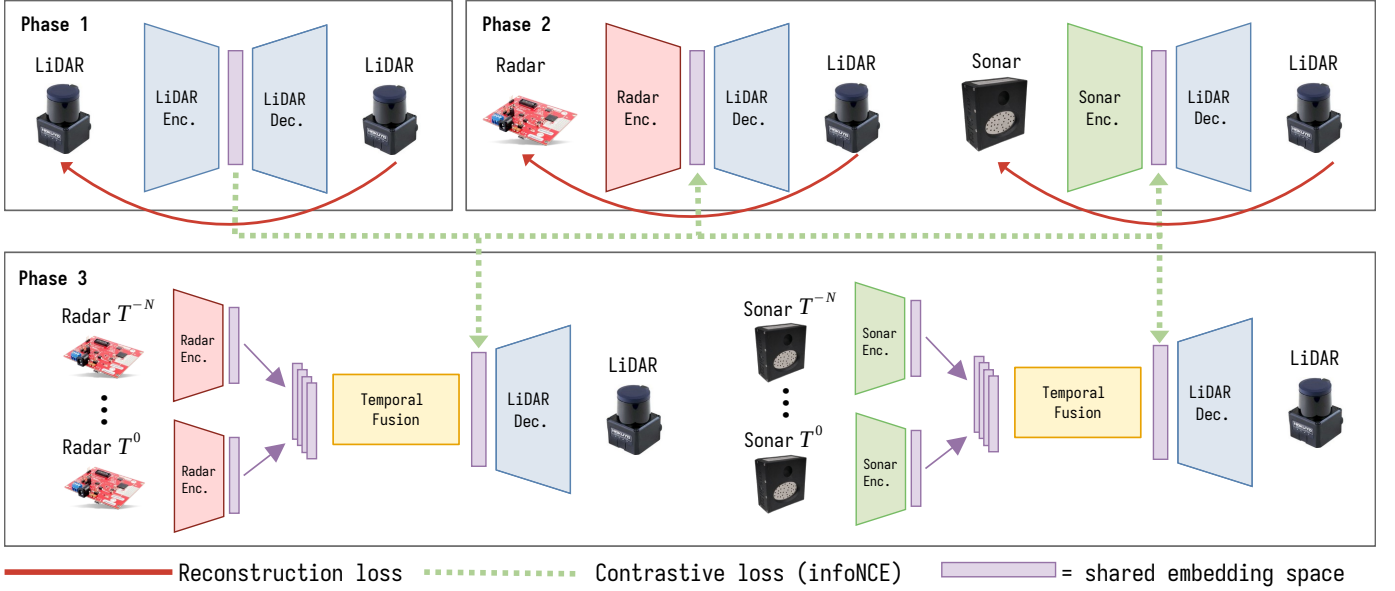 Phase 1
LiDAR
LiDAR
Enc.
LiDAR
Dec.
LiDAR
Phase 2
Radar
Radar
Enc.
LiDAR
Dec.
LiDAR
Sonar
Sonar
Enc.
LiDAR
Dec.
LiDAR
Phase 3
Radar T⁻ᴺ
Radar
Enc.
Radar T⁰
Radar
Enc.
Temporal
Fusion
LiDAR
Dec.
LiDAR
Sonar T⁻ᴺ
Sonar
Enc.
Sonar T⁰
Sonar
Enc.
Temporal
Fusion
LiDAR
Dec.
LiDAR
Reconstruction loss
Contrastive loss (infoNCE)
= shared embedding space